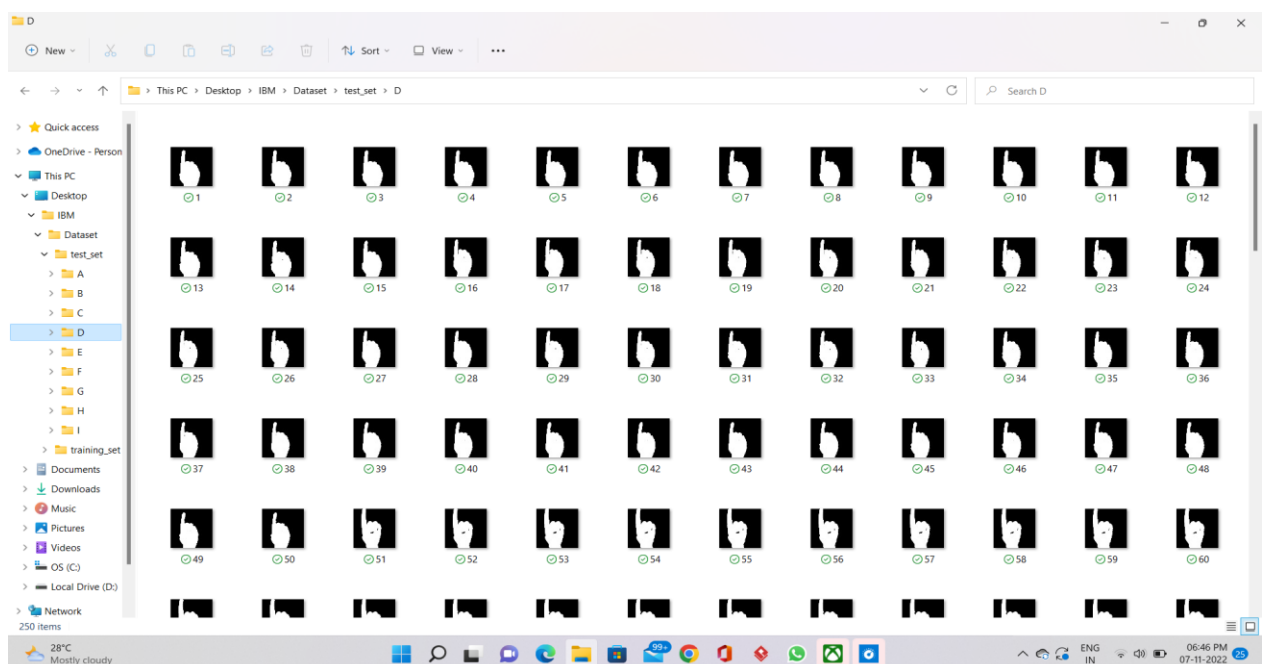 D
New Sort View •••
This PC > Desktop > IBM > Dataset > test_set > D
Search D
Quick access
OneDrive - Person
This PC
Desktop
IBM
Dataset
test_set
A
B
C
D
E
F
G
H
I
training_set
Documents
Downloads
Music
Pictures
Videos
OS (C:)
Local Drive (D:)
Network
1 2 3 4 5 6 7 8 9 10 11 12
13 14 15 16 17 18 19 20 21 22 23 24
25 26 27 28 29 30 31 32 33 34 35 36
37 38 39 40 41 42 43 44 45 46 47 48
49 50 51 52 53 54 55 56 57 58 59 60
250 items
28°C
Mostly cloudy
99+
ENG
IN
06:46 PM
07-11-2022
25